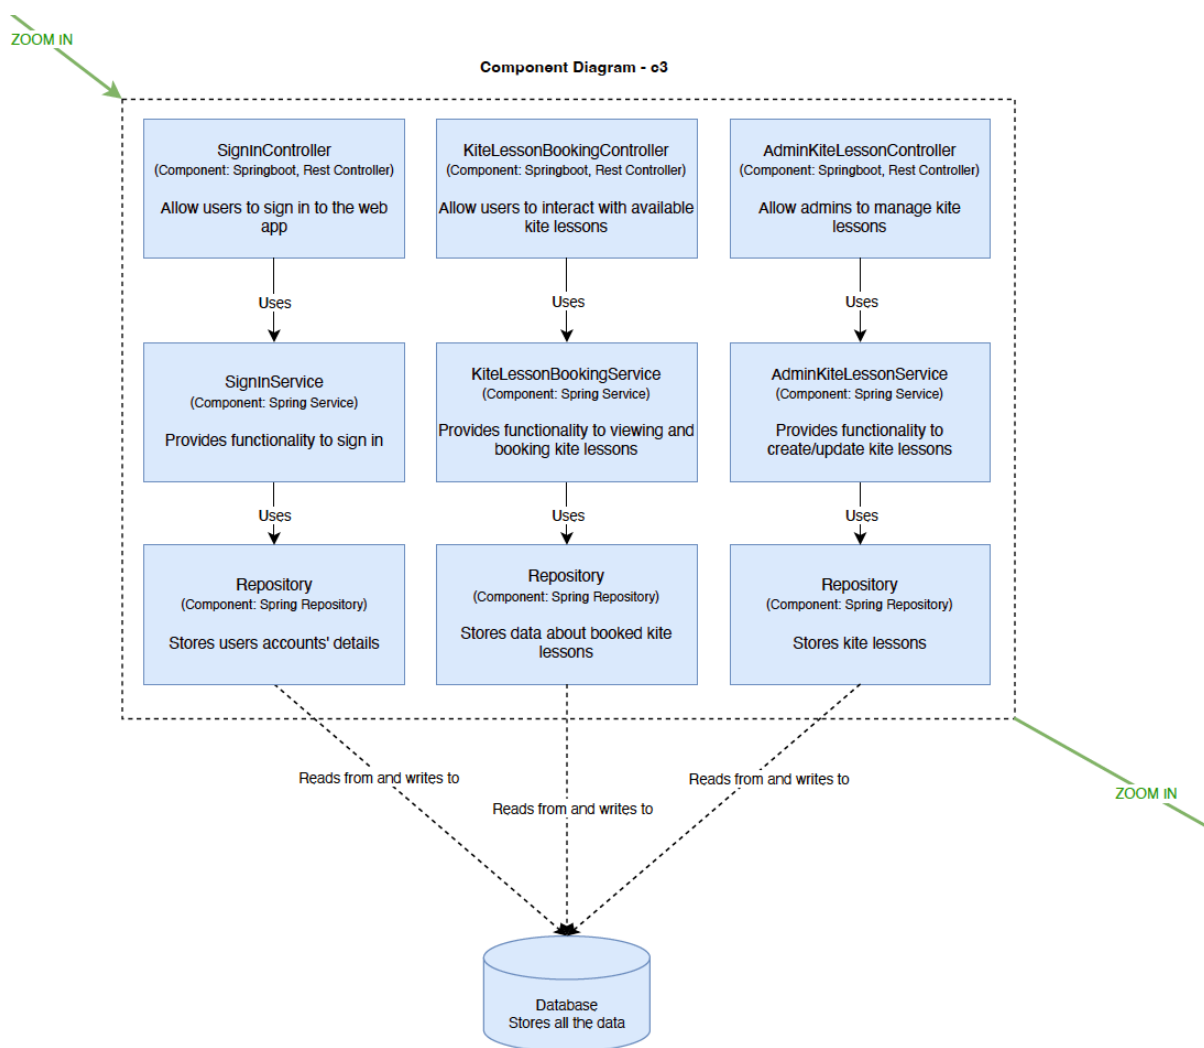 ZOOM IN
Component Diagram - c3
SignInController
(Component: Springboot, Rest Controller)
Allow users to sign in to the web
app
KiteLessonBookingController
(Component: Springboot, Rest Controller)
Allow users to interact with available
kite lessons
AdminKiteLessonController
(Component: Springboot, Rest Controller)
Allow admins to manage kite
lessons
Uses
Uses
Uses
SignInService
(Component: Spring Service)
Provides functionality to sign in
KiteLessonBookingService
(Component: Spring Service)
Provides functionality to viewing and
booking kite lessons
AdminKiteLessonService
(Component: Spring Service)
Provides functionality to
create/update kite lessons
Uses
Uses
Uses
Repository
(Component: Spring Repository)
Stores users accounts' details
Repository
(Component: Spring Repository)
Stores data about booked kite
lessons
Repository
(Component: Spring Repository)
Stores kite lessons
Reads from and writes to
Reads from and writes to
Reads from and writes to
ZOOM IN
Database
Stores all the data